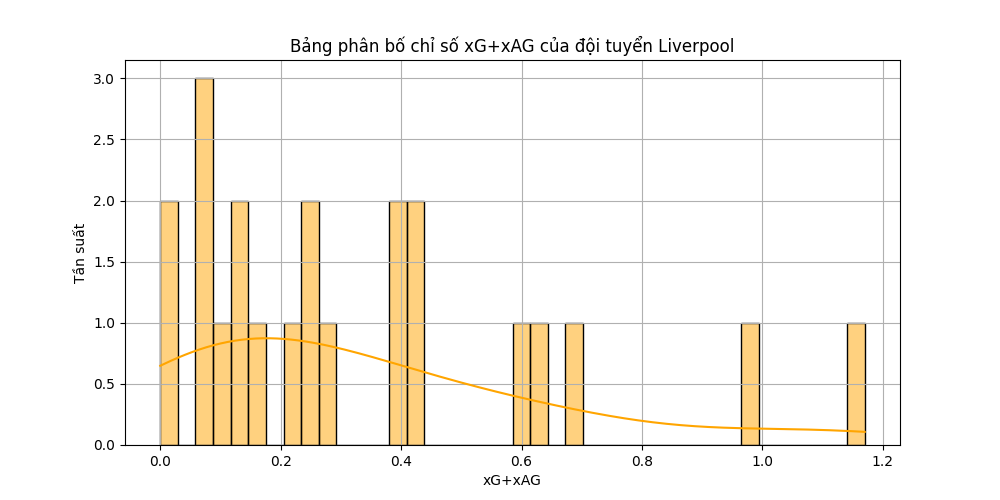 Bảng phân bố chỉ số xG+xAG của đội tuyển Liverpool
3.0
2.5
2.0
1.5
1.0
0.5
0.0
Tần suất
0.0 0.2 0.4 0.6 0.8 1.0 1.2
xG+xAG